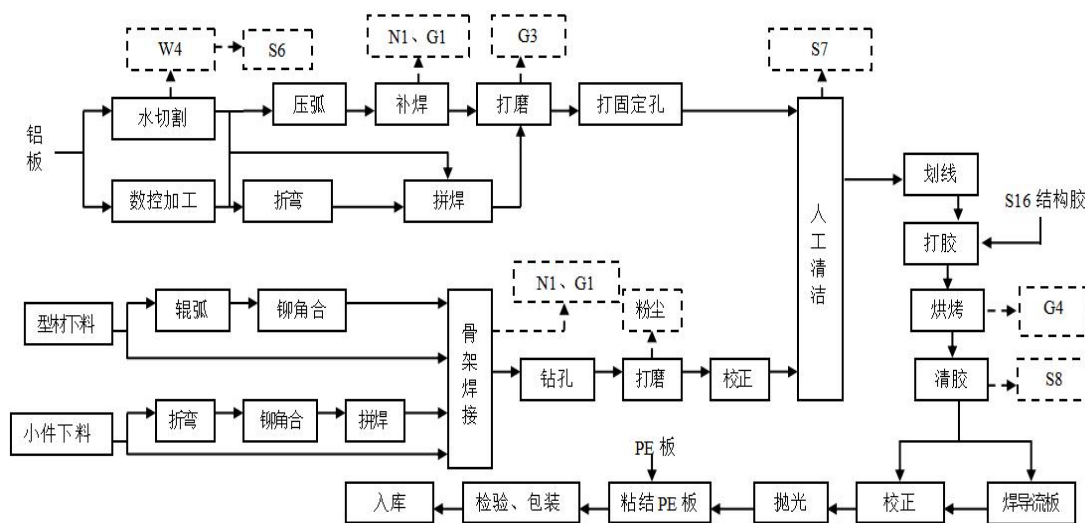 W4
S6
N1、G1
G3
S7
水切割
压弧
补焊
打磨
打固定孔
铝板
数控加工
折弯
拼焊
人工清洁
划线
S16 结构胶
打胶
烘烤
G4
清胶
S8
N1、G1
粉尘
型材下料
辊弧
铆角合
骨架焊接
钻孔
打磨
校正
小件下料
折弯
铆角合
拼焊
PE 板
入库
检验、包装
粘结 PE 板
抛光
校正
焊导流板